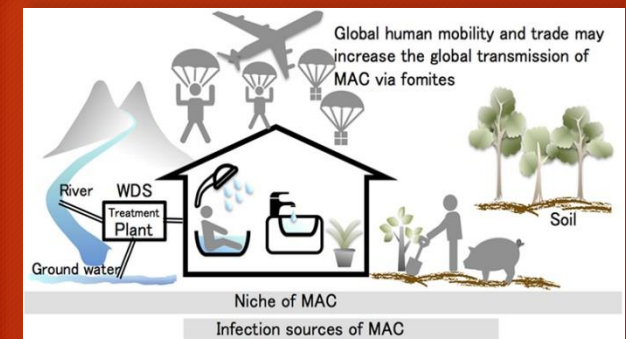 Global human mobility and trade may
increase the global transmission of
MAC via fomites
River
WDS
Treatment
Plant
Soil
Ground water
Niche of MAC
Infection sources of MAC